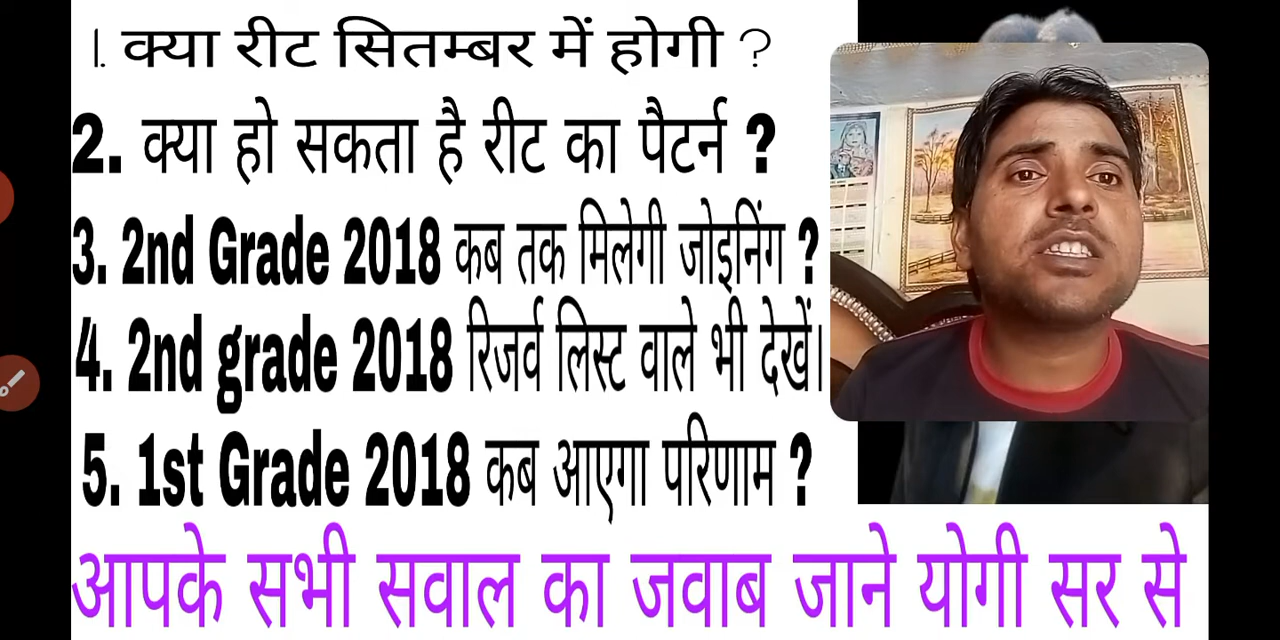 1. क्या रीट सितम्बर में होगी ?
2. क्या हो सकता है रीट का पैटर्न ?
3. 2nd Grade 2018 कब तक मिलेगी जोइनिंग ?
4. 2nd grade 2018 रिजर्व लिस्ट वाले भी देखें।
5. 1st Grade 2018 कब आएगा परिणाम ?
आपके सभी सवाल का जवाब जाने योगी सर से